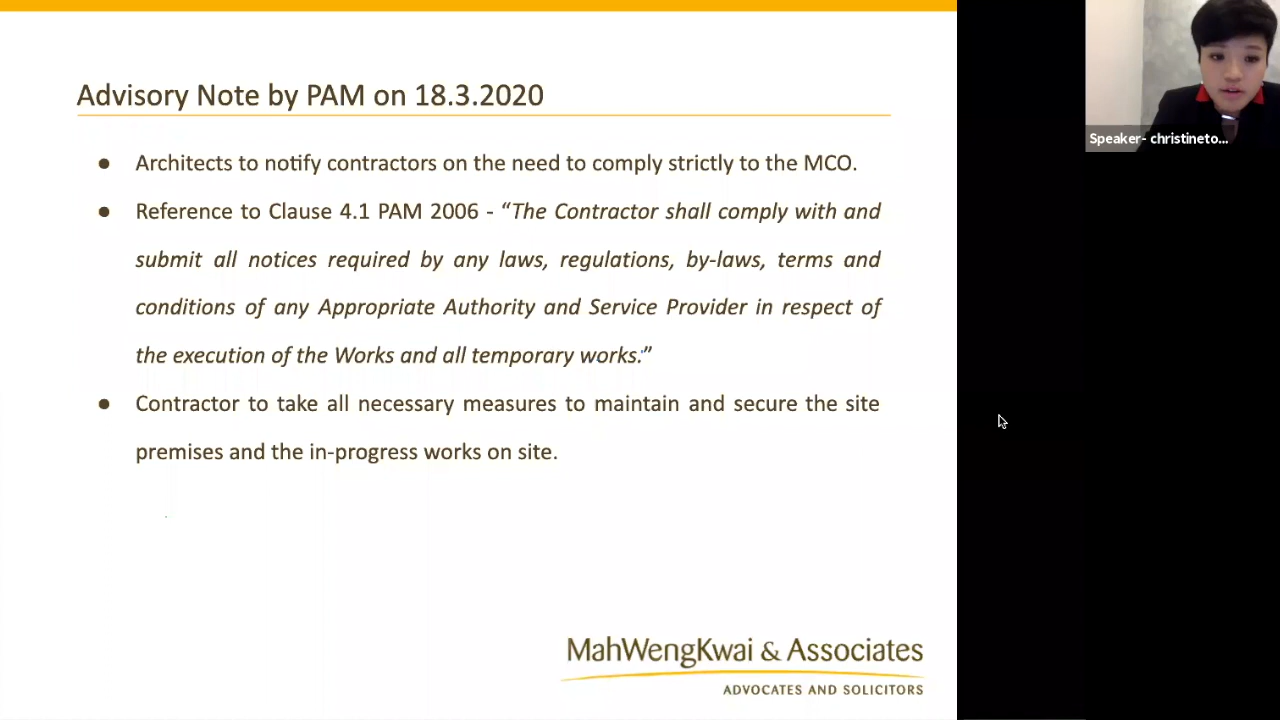 Advisory Note by PAM on 18.3.2020
● Architects to notify contractors on the need to comply strictly to the MCO.
● Reference to Clause 4.1 PAM 2006 - “The Contractor shall comply with and
submit all notices required by any laws, regulations, by-laws, terms and
conditions of any Appropriate Authority and Service Provider in respect of
the execution of the Works and all temporary works.”
● Contractor to take all necessary measures to maintain and secure the site
premises and the in-progress works on site.
MahWengKwai & Associates
ADVOCATES AND SOLICITORS
Speaker- christineto...